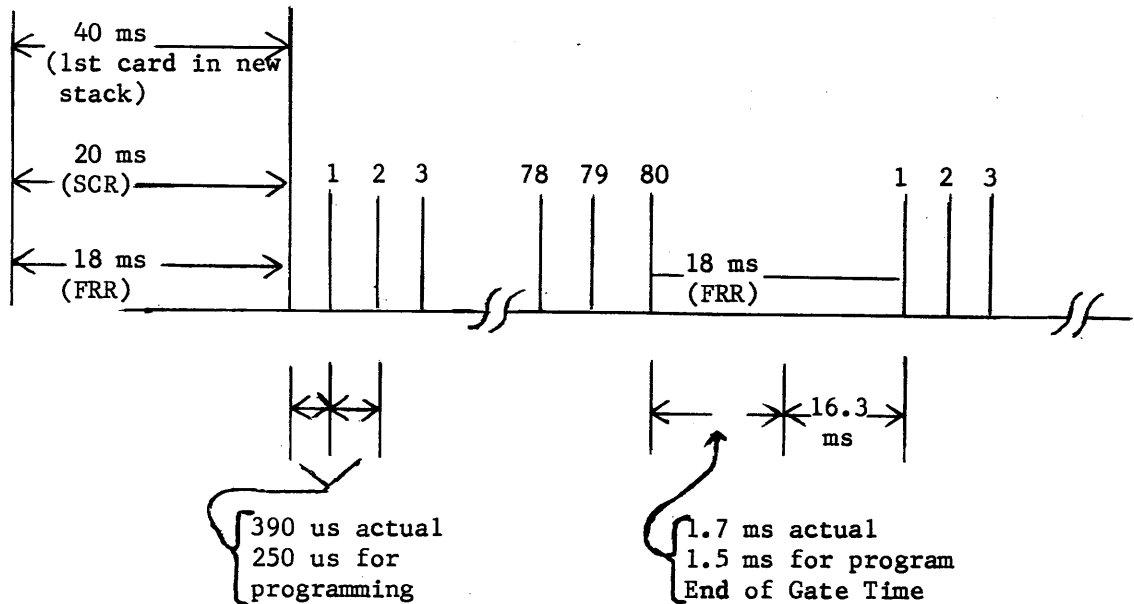 40 ms
(1st card in new
stack)
20 ms
(SCR)
18 ms
(FRR)
1 2 3 78 79 80 1 2 3
18 ms
(FRR)
16.3
ms
390 us actual
250 us for
programming
1.7 ms actual
1.5 ms for program
End of Gate Time